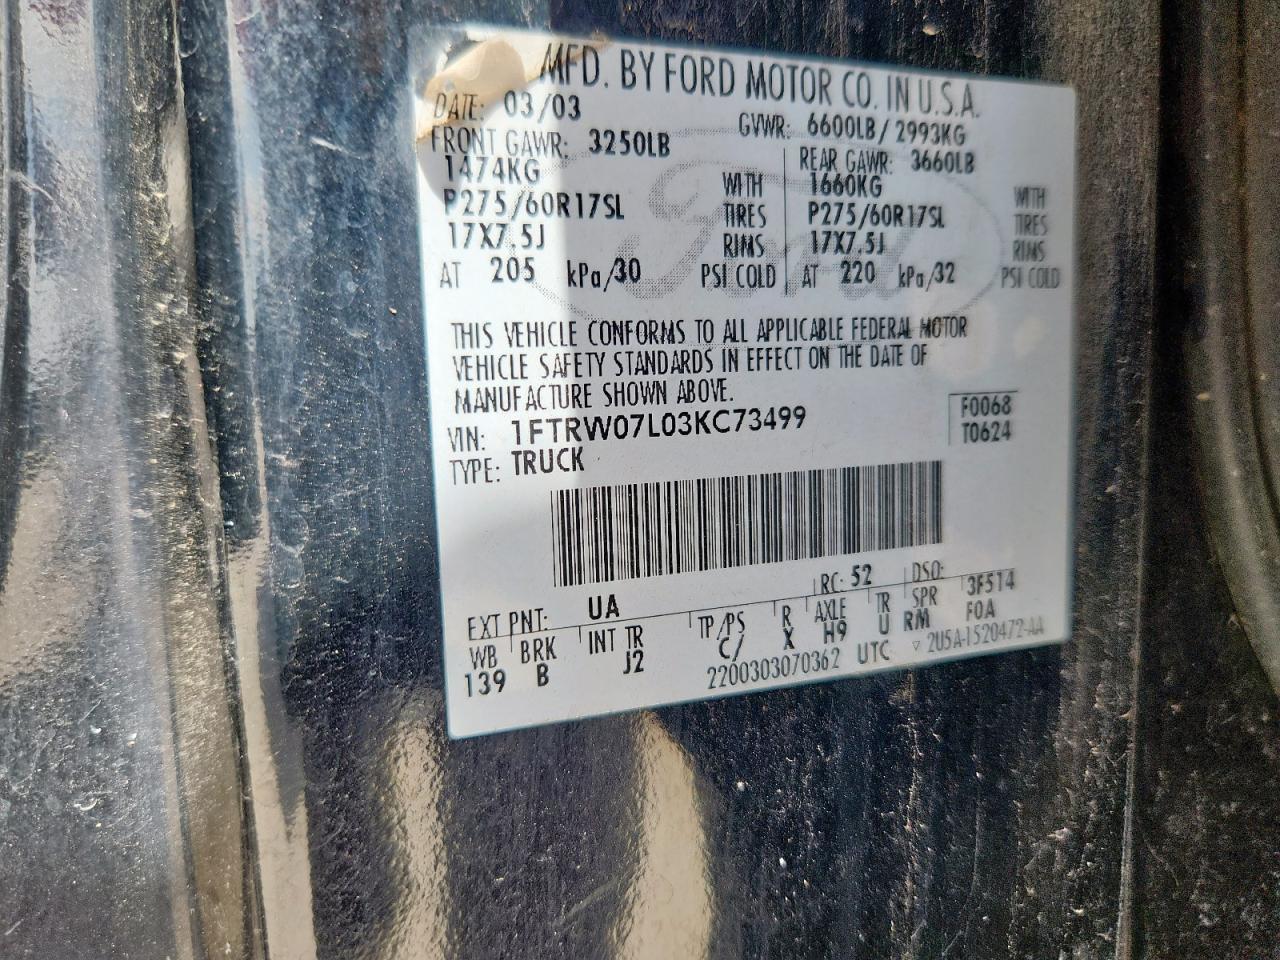 MFD. BY FORD MOTOR CO. IN U.S.A.
DATE: 03/03 GVWR: 6600LB/2993KG
FRONT GAWR: 3250LB REAR GAWR: 3660LB
1474KG WITH 1660KG WITH
P275/60R17SL TIRES P275/60R17SL TIRES
17X7.5J RIMS 17X7.5J RIMS
AT 205 kPa/30 PSI COLD AT 220 kPa/32 PSI COLD
Ford
THIS VEHICLE CONFORMS TO ALL APPLICABLE FEDERAL MOTOR
VEHICLE SAFETY STANDARDS IN EFFECT ON THE DATE OF
MANUFACTURE SHOWN ABOVE.
VIN: 1FTRW07L03KC73499 F0068
TYPE: TRUCK T0624
EXT PNT: UA RC: 52 DSO: 3F514
WB BRK INT TR TP/PS R AXLE TR SPR F0A
139 B J2 C/ X H9 U RM
2200303070362 UTC ▽ 2U5A-1520472-AA